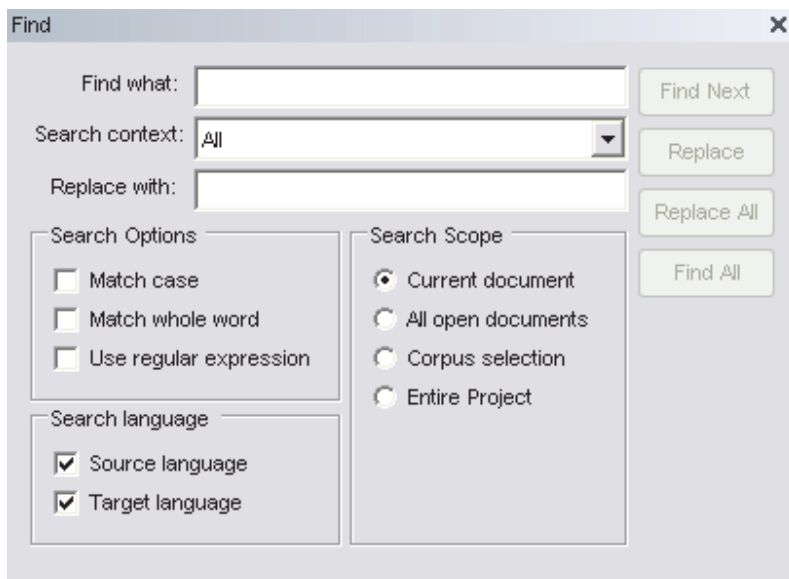 Find
Find what:
Find Next
Search context: All
Replace
Replace with:
Replace All
Find All
Search Options
Match case
Match whole word
Use regular expression
Search language
Source language
Target language
Search Scope
Current document
All open documents
Corpus selection
Entire Project